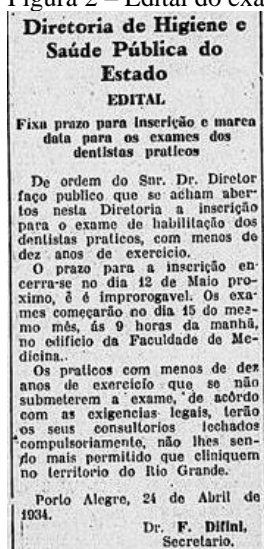 Figura 2 – Edital do exa
Diretoria de Higiene e
Saúde Pública do
Estado
EDITAL
Fixa prazo para inscrição e marca
data para os exames dos
dentistas praticos
De ordem do Snr. Dr. Diretor
faço publico que se acham aber-
tos nesta Diretoria a inscrição
para o exame de habilitação dos
dentistas praticos, com menos de
dez anos de exercicio.
O prazo para a inscrição en-
cerra-se no dia 12 de Maio pro-
ximo, é é improrogavel. Os exa-
mes começarão no dia 15 do mez-
mo mês, ás 9 horas da manhã,
no edificio da Faculdade de Me-
dicina..
Os praticos com menos de dez
anos de exercicio que se não
submeterem a exame, de acôrdo
com as exigencias legais, terão
os seus consultorios fechados
compulsoriamente, não lhes sen-
do mais permitido que cliniquem
no territorio do Rio Grande.
Porto Alegre, 24 de Abril de
1934.
Dr. F. Difini,
Secretario.